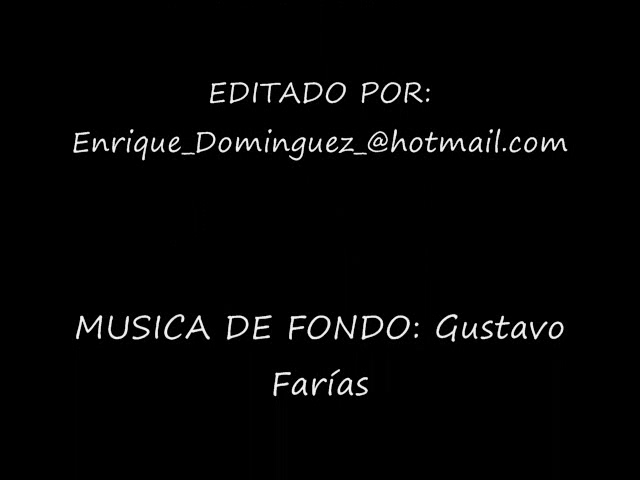 EDITADO POR:
Enrique_Dominguez_@hotmail.com
MUSICA DE FONDO: Gustavo
Farías